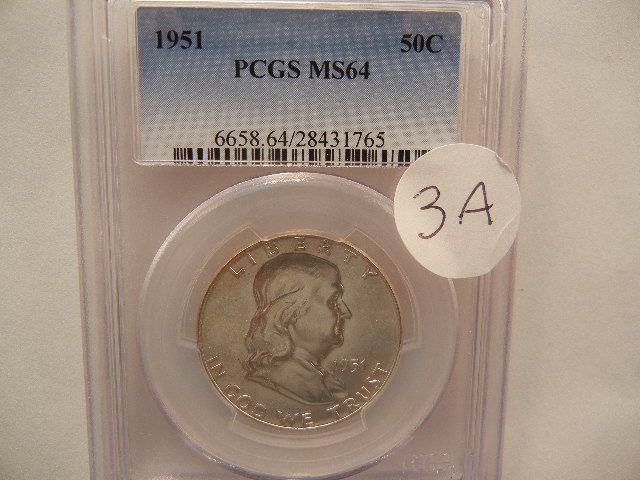 1951 50C
PCGS MS64
6658.64/28431765
3A
LIBERTY
1951
IN GOD WE TRUST